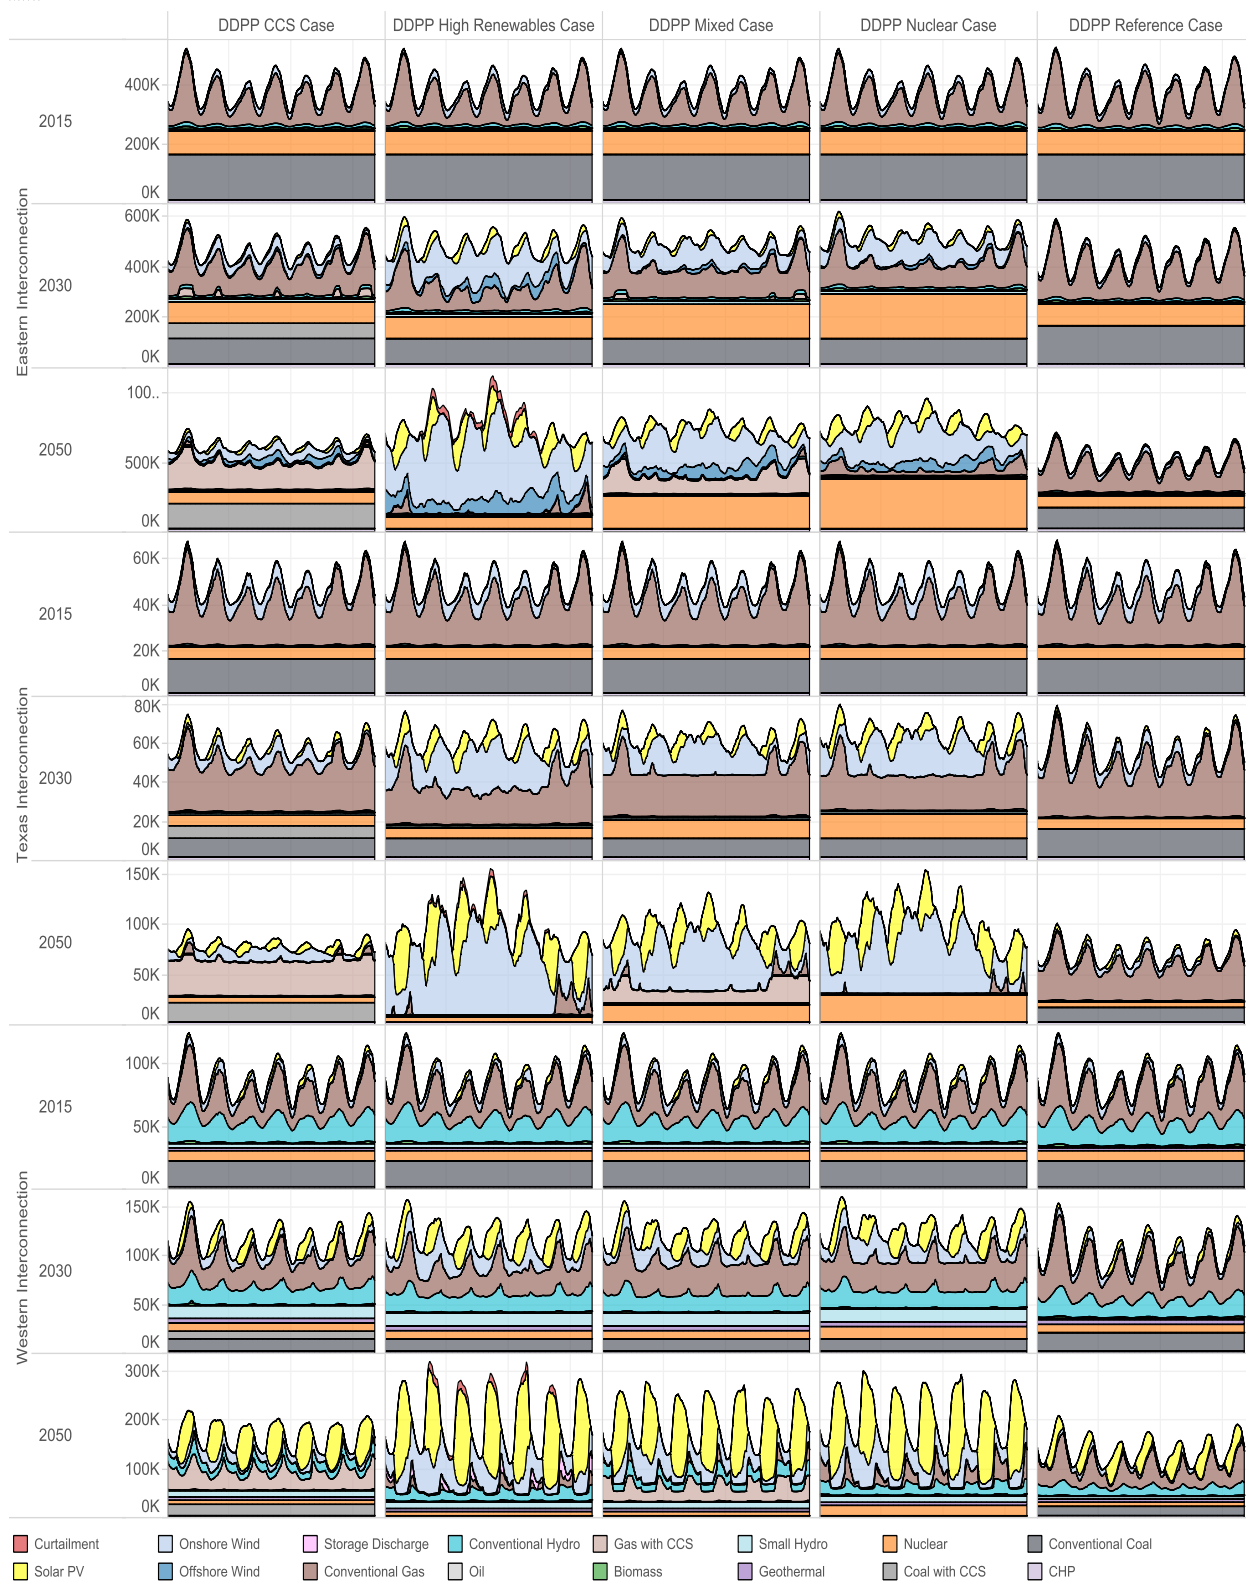 DDPP CCS Case DDPP High Renewables Case DDPP Mixed Case DDPP Nuclear Case DDPP Reference Case
Eastern Interconnection
2015
400K
200K
0K
2030
600K
400K
200K
0K
2050
100..
500K
0K
Texas Interconnection
2015
60K
40K
20K
0K
2030
80K
60K
40K
20K
0K
2050
150K
100K
50K
0K
Western Interconnection
2015
100K
50K
0K
2030
150K
100K
50K
0K
2050
300K
200K
100K
0K
Curtailment Onshore Wind Storage Discharge Conventional Hydro Gas with CCS Small Hydro Nuclear Conventional Coal
Solar PV Offshore Wind Conventional Gas Oil Biomass Geothermal Coal with CCS CHP